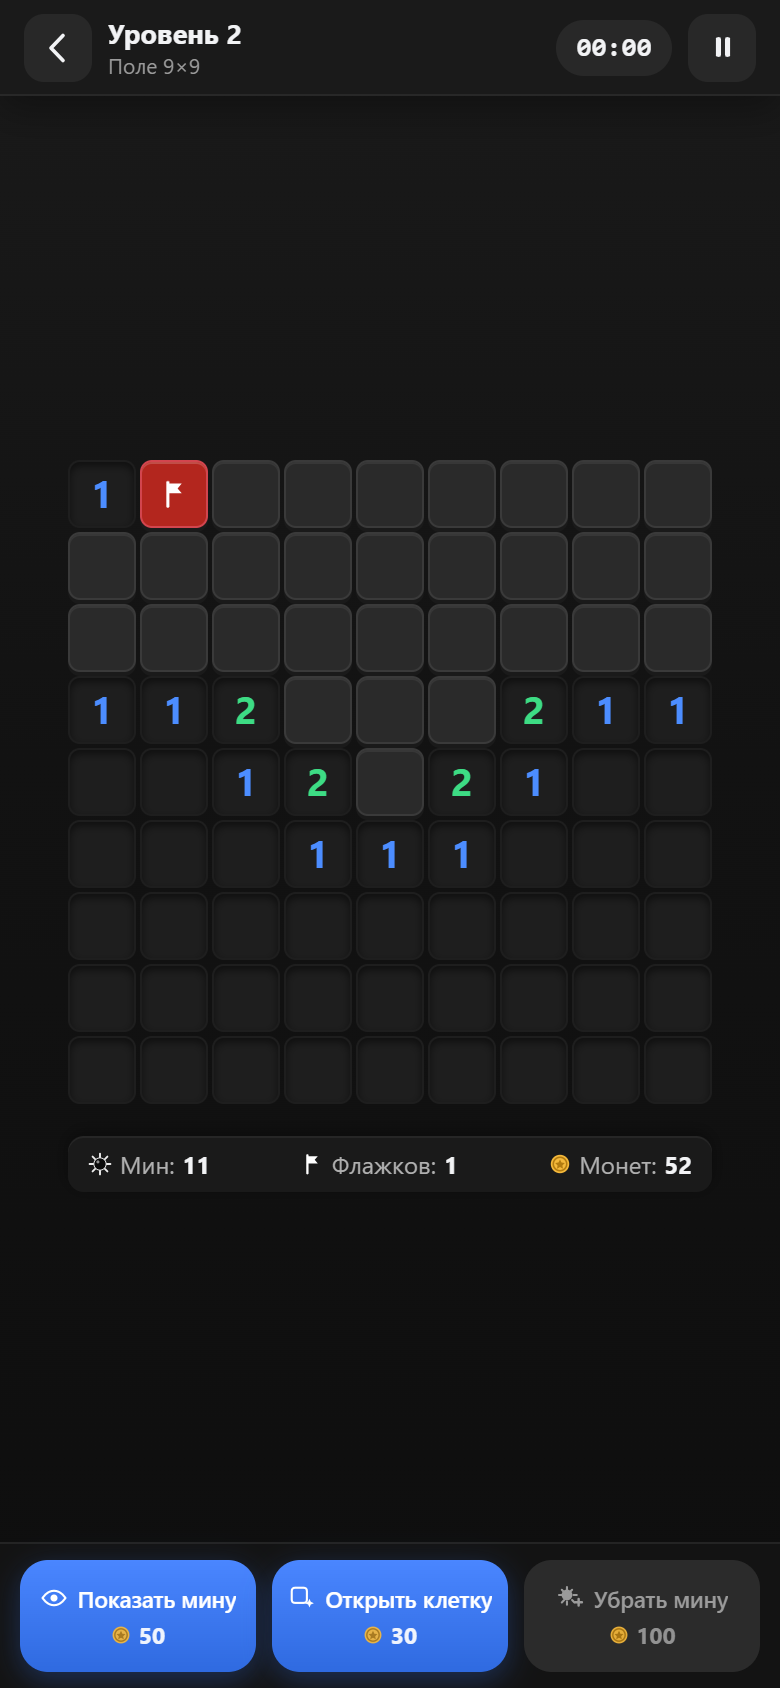 Уровень 2
Поле 9×9
00:00
1
1 1 2 2 1 1
1 2 2 1
1 1 1
Мин: 11 Флажков: 1 Монет: 52
Показать мину
50
Открыть клетку
30
Убрать мину
100